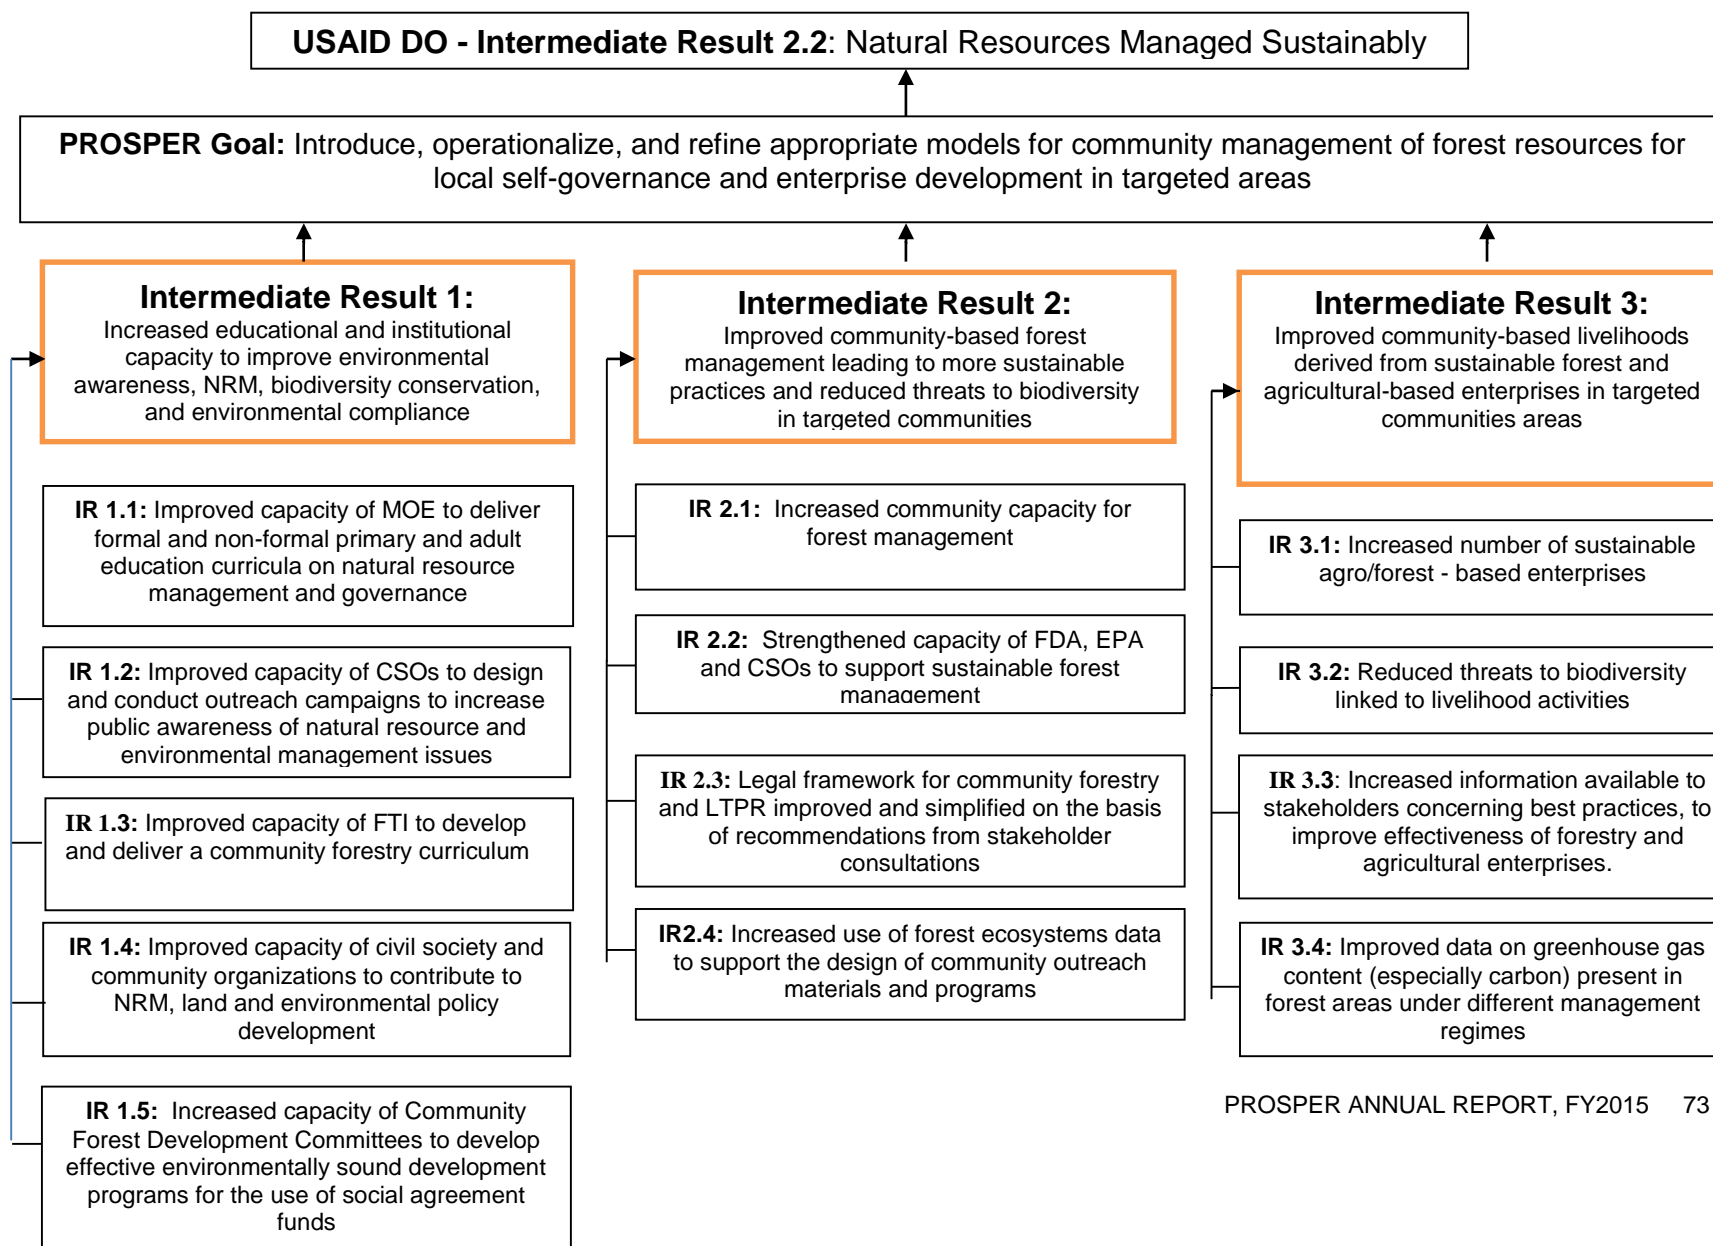 USAID DO - Intermediate Result 2.2: Natural Resources Managed Sustainably
PROSPER Goal: Introduce, operationalize, and refine appropriate models for community management of forest resources for
local self-governance and enterprise development in targeted areas
Intermediate Result 1:
Increased educational and institutional
capacity to improve environmental
awareness, NRM, biodiversity conservation,
and environmental compliance
IR 1.1: Improved capacity of MOE to deliver
formal and non-formal primary and adult
education curricula on natural resource
management and governance
IR 1.2: Improved capacity of CSOs to design
and conduct outreach campaigns to increase
public awareness of natural resource and
environmental management issues
IR 1.3: Improved capacity of FTI to develop
and deliver a community forestry curriculum
IR 1.4: Improved capacity of civil society and
community organizations to contribute to
NRM, land and environmental policy
development
IR 1.5: Increased capacity of Community
Forest Development Committees to develop
effective environmentally sound development
programs for the use of social agreement
funds
Intermediate Result 2:
Improved community-based forest
management leading to more sustainable
practices and reduced threats to biodiversity
in targeted communities
IR 2.1: Increased community capacity for
forest management
IR 2.2: Strengthened capacity of FDA, EPA
and CSOs to support sustainable forest
management
IR 2.3: Legal framework for community forestry
and LTPR improved and simplified on the basis
of recommendations from stakeholder
consultations
IR2.4: Increased use of forest ecosystems data
to support the design of community outreach
materials and programs
Intermediate Result 3:
Improved community-based livelihoods
derived from sustainable forest and
agricultural-based enterprises in targeted
communities areas
IR 3.1: Increased number of sustainable
agro/forest - based enterprises
IR 3.2: Reduced threats to biodiversity
linked to livelihood activities
IR 3.3: Increased information available to
stakeholders concerning best practices, to
improve effectiveness of forestry and
agricultural enterprises.
IR 3.4: Improved data on greenhouse gas
content (especially carbon) present in
forest areas under different management
regimes
PROSPER ANNUAL REPORT, FY2015 73